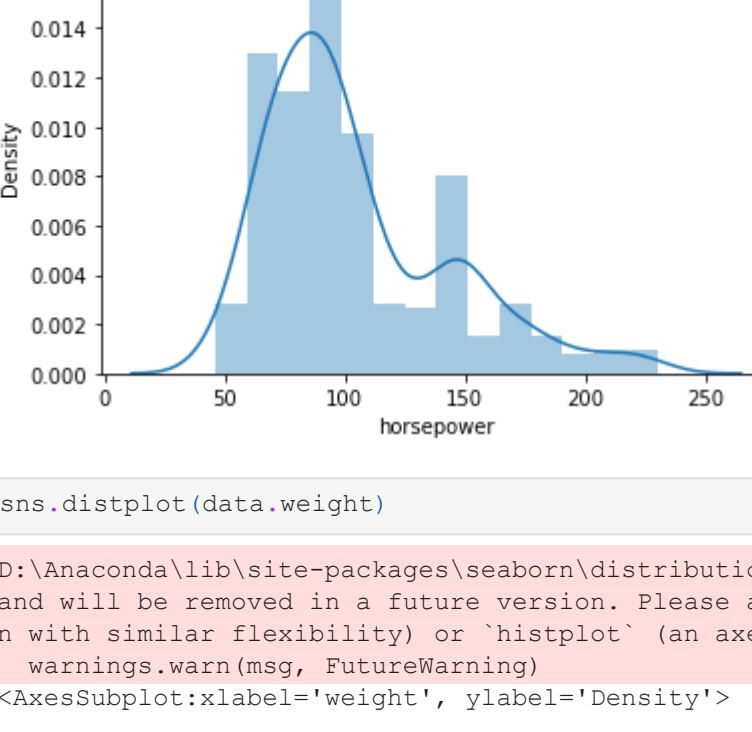 0.014
0.012
0.010
0.008
0.006
0.004
0.002
0.000
Density
0 50 100 150 200 250
horsepower
sns.distplot(data.weight)
D:\Anaconda\lib\site-packages\seaborn\distributio
and will be removed in a future version. Please a
n with similar flexibility) or `histplot` (an axe
warnings.warn(msg, FutureWarning)
<AxesSubplot:xlabel='weight', ylabel='Density'>